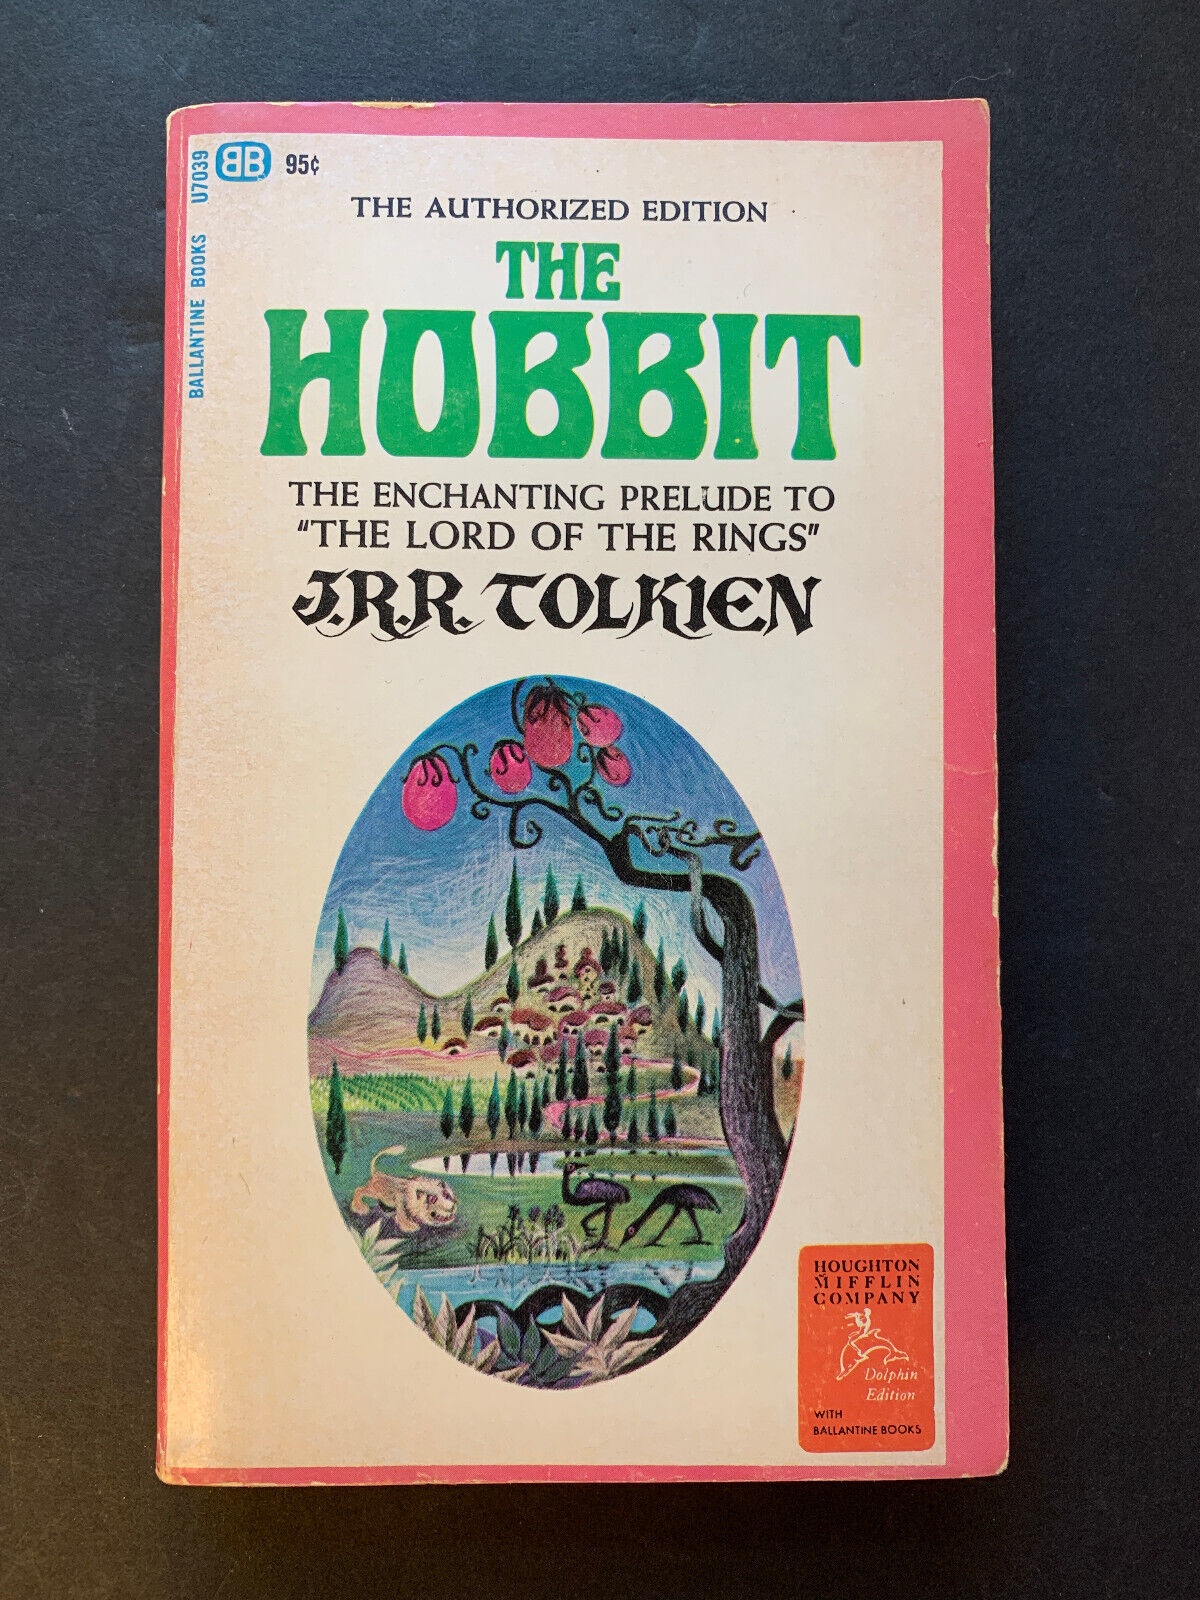 BALLANTINE BOOKS U7039
BB 95¢
THE AUTHORIZED EDITION
THE
HOBBIT
THE ENCHANTING PRELUDE TO
"THE LORD OF THE RINGS"
J.R.R. TOLKIEN
HOUGHTON
MIFFLIN
COMPANY
Dolphin
Edition
WITH
BALLANTINE BOOKS